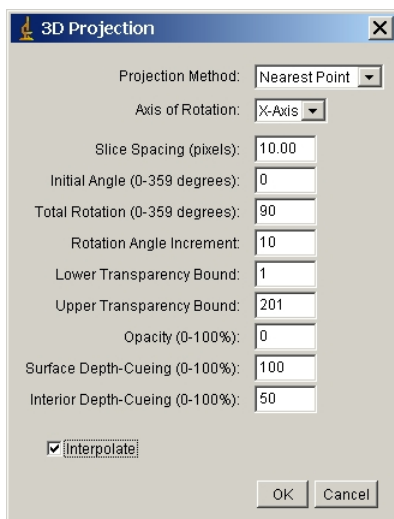 3D Projection
Projection Method: Nearest Point
Axis of Rotation: X-Axis
Slice Spacing (pixels): 10.00
Initial Angle (0-359 degrees): 0
Total Rotation (0-359 degrees): 90
Rotation Angle Increment: 10
Lower Transparency Bound: 1
Upper Transparency Bound: 201
Opacity (0-100%): 0
Surface Depth-Cueing (0-100%): 100
Interior Depth-Cueing (0-100%): 50
Interpolate
OK Cancel